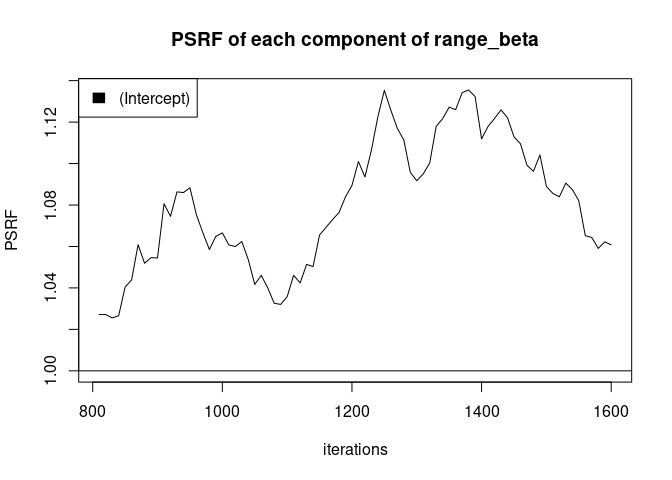 PSRF of each component of range_beta
(Intercept)
PSRF
1.12
1.08
1.04
1.00
800 1000 1200 1400 1600
iterations